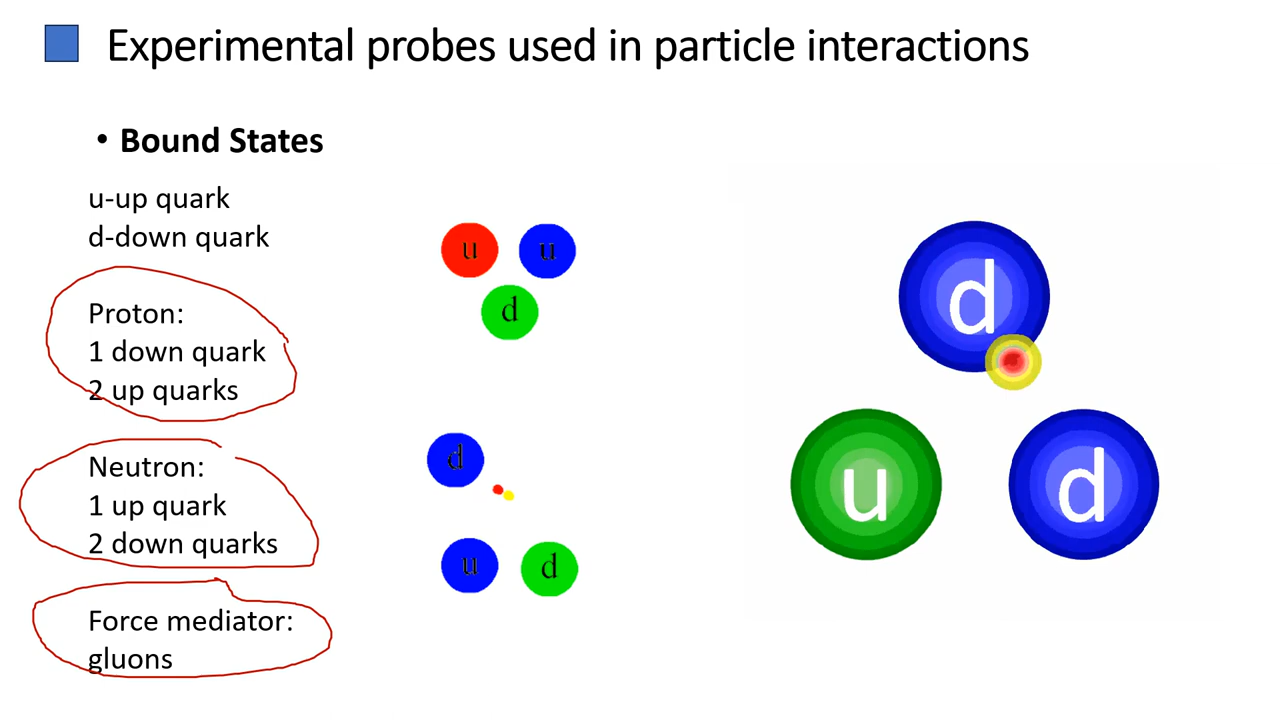 Experimental probes used in particle interactions
• Bound States
u-up quark
d-down quark
Proton:
1 down quark
2 up quarks
Neutron:
1 up quark
2 down quarks
Force mediator:
gluons
u u
d
d
u d
d
u d